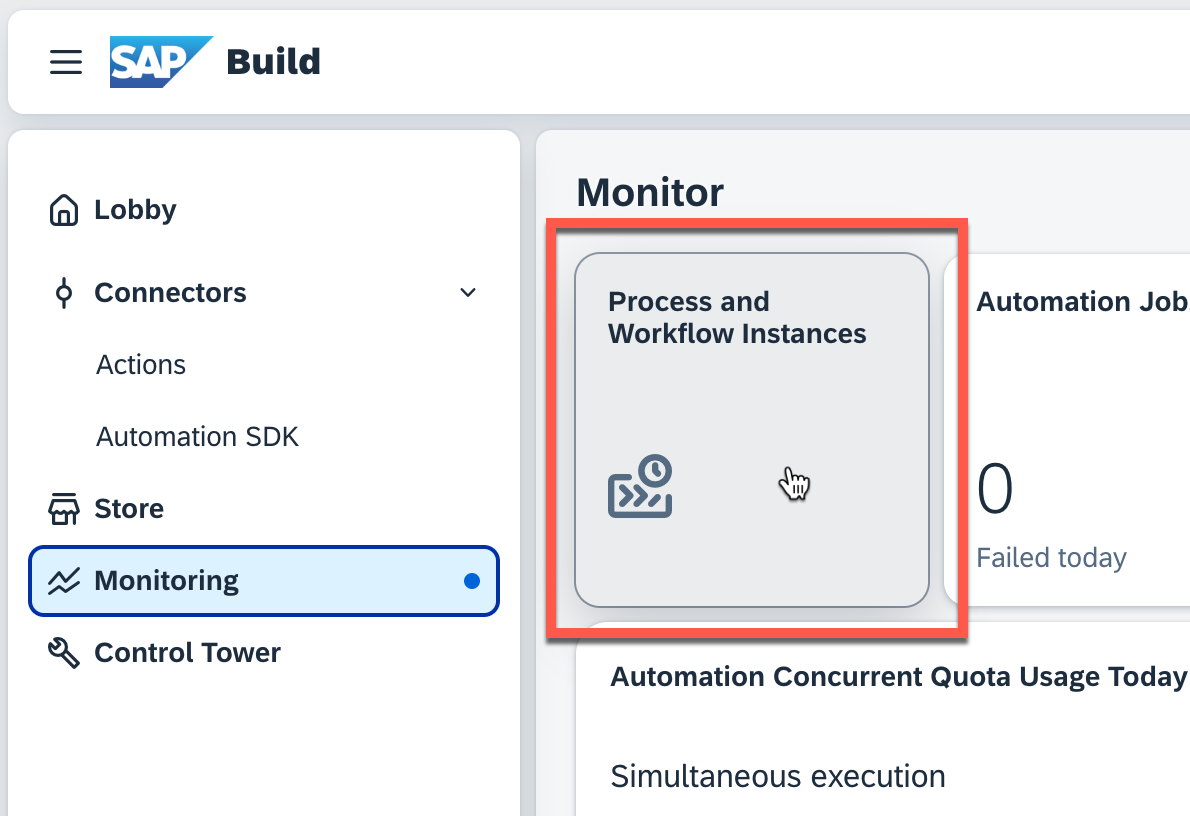 SAP Build
Lobby
Connectors
Actions
Automation SDK
Store
Monitoring
Control Tower
Monitor
Process and
Workflow Instances
Automation Job
0
Failed today
Automation Concurrent Quota Usage Today
Simultaneous execution